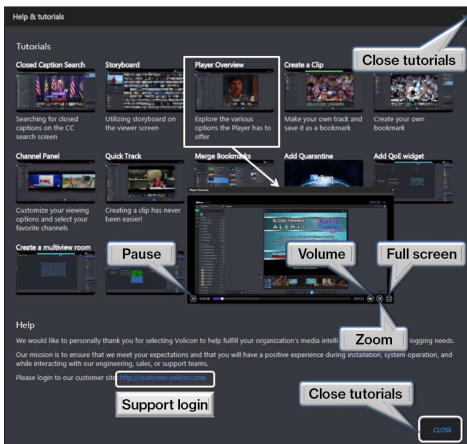 Help & tutorials
Tutorials
Close tutorials
Closed Caption Search
Storyboard
Player Overview
Create a Clip
Searching for closed captions on the CC search screen
Utilizing storyboard on the viewer screen
Explore the various options the Player has to offer
Make your own track and save it as a bookmark
Create your own bookmark
Channel Panel
Quick Track
Merge Bookmarks
Add Quarantine
Add QoE widget
Volicon
Customize your viewing options and select your favorite channels
Creating a clip has never been easier!
Player Overview
BLOOD TRAWLER
ALERT!
Create a multiview room
Pause
Volume
Full screen
Zoom
Help
We would like to personally thank you for selecting Volicon to help fulfill your organization's media intelli logging needs.
Our mission is to ensure that we meet your expectations and that you will have a positive experience during installation, system operation, and
while interacting with our engineering, sales, or support teams.
Please login to our customer site: http://customer.volicon.com
Support login
Close tutorials
CLOSE